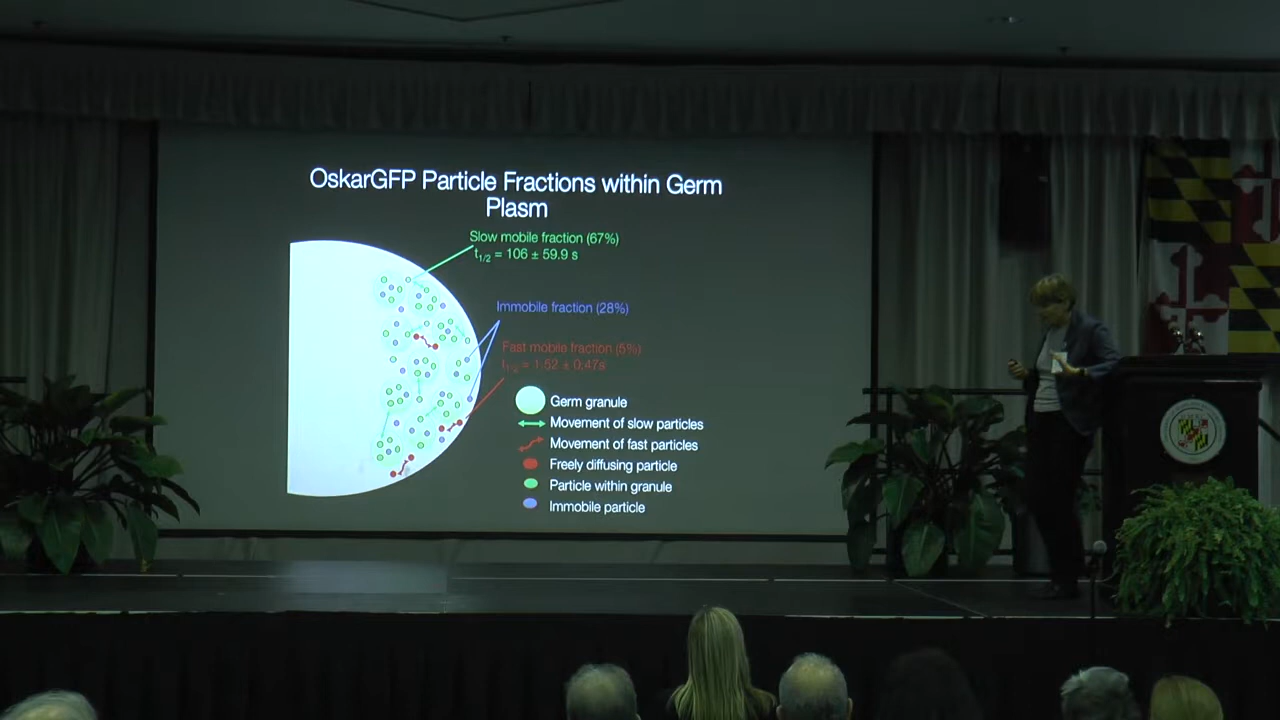 OskarGFP Particle Fractions within Germ
Plasm
Slow mobile fraction (67%)
t1/2 = 106 ± 59.9 s
Immobile fraction (28%)
Fast mobile fraction (5%)
t1/2 = 1.52 ± 0.47s
Germ granule
Movement of slow particles
Movement of fast particles
Freely diffusing particle
Particle within granule
Immobile particle